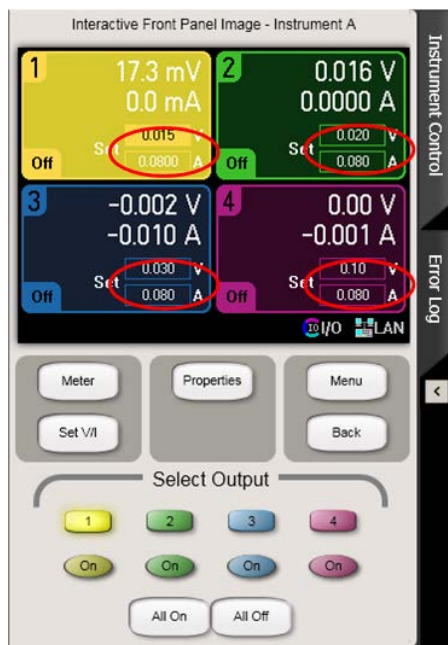 Interactive Front Panel Image - Instrument A
Instrument Control
Error Log
1
17.3 mV
0.0 mA
Set 0.015 V
0.0800 A
Off
2
0.016 V
0.0000 A
Set 0.020 V
0.080 A
Off
3
-0.002 V
-0.010 A
Set 0.030 V
0.080 A
Off
4
0.00 V
-0.001 A
Set 0.10 V
0.080 A
Off
IO I/O LAN
<
Meter Properties Menu
Set V/I Back
Select Output
1 2 3 4
On On On On
All On All Off